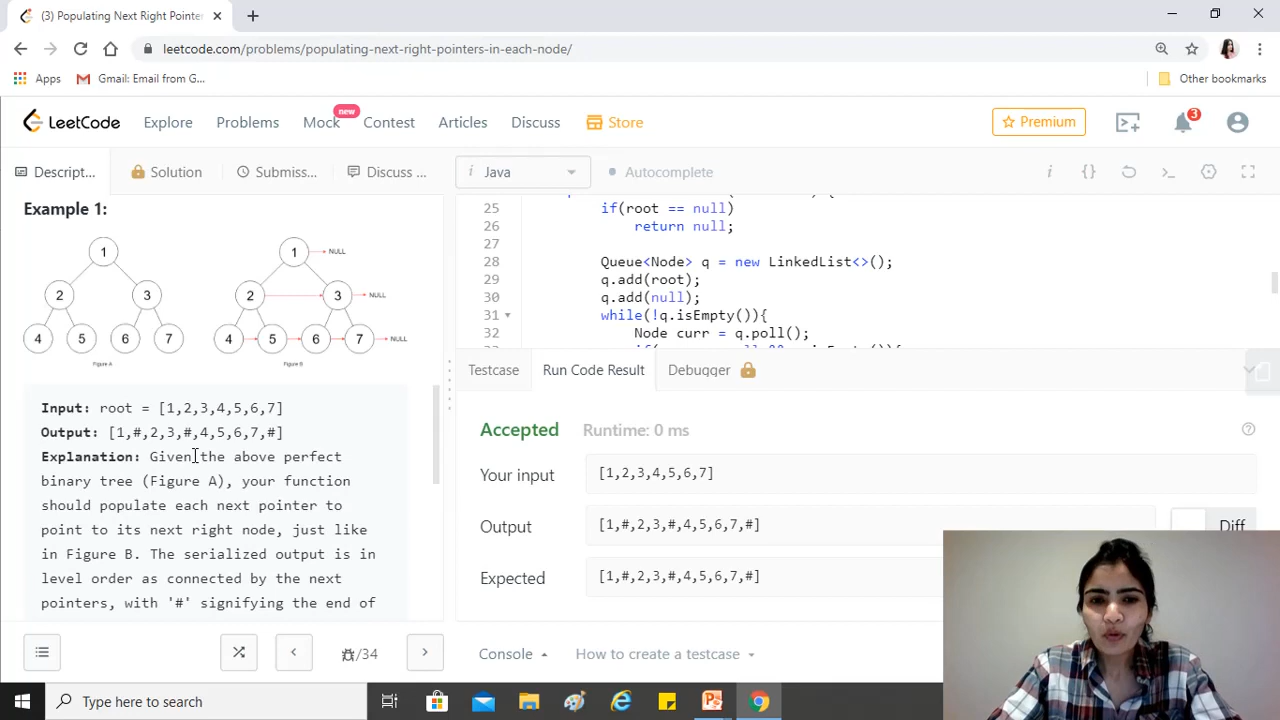 (3) Populating Next Right Pointer
leetcode.com/problems/populating-next-right-pointers-in-each-node/
Apps
Gmail: Email from G...
Other bookmarks
LeetCode
Explore
Problems
Mock
new
Contest
Articles
Discuss
Store
Premium
3
Descript...
Solution
Submiss...
Discuss ...
i Java
Autocomplete
Example 1:
1
2 3
4 5 6 7
Figure A
1 NULL
2 3 NULL
4 5 6 7 NULL
Figure B
Input: root = [1,2,3,4,5,6,7]
Output: [1,#,2,3,#,4,5,6,7,#]
Explanation: Given the above perfect
binary tree (Figure A), your function
should populate each next pointer to
point to its next right node, just like
in Figure B. The serialized output is in
level order as connected by the next
pointers, with '#' signifying the end of
/34
25 if(root == null)
26 return null;
27
28 Queue<Node> q = new LinkedList<>();
29 q.add(root);
30 q.add(null);
31 while(!q.isEmpty()){
32 Node curr = q.poll();
Testcase
Run Code Result
Debugger
Accepted
Runtime: 0 ms
Your input
[1,2,3,4,5,6,7]
Output
[1,#,2,3,#,4,5,6,7,#]
Diff
Expected
[1,#,2,3,#,4,5,6,7,#]
Console
How to create a testcase
Type here to search